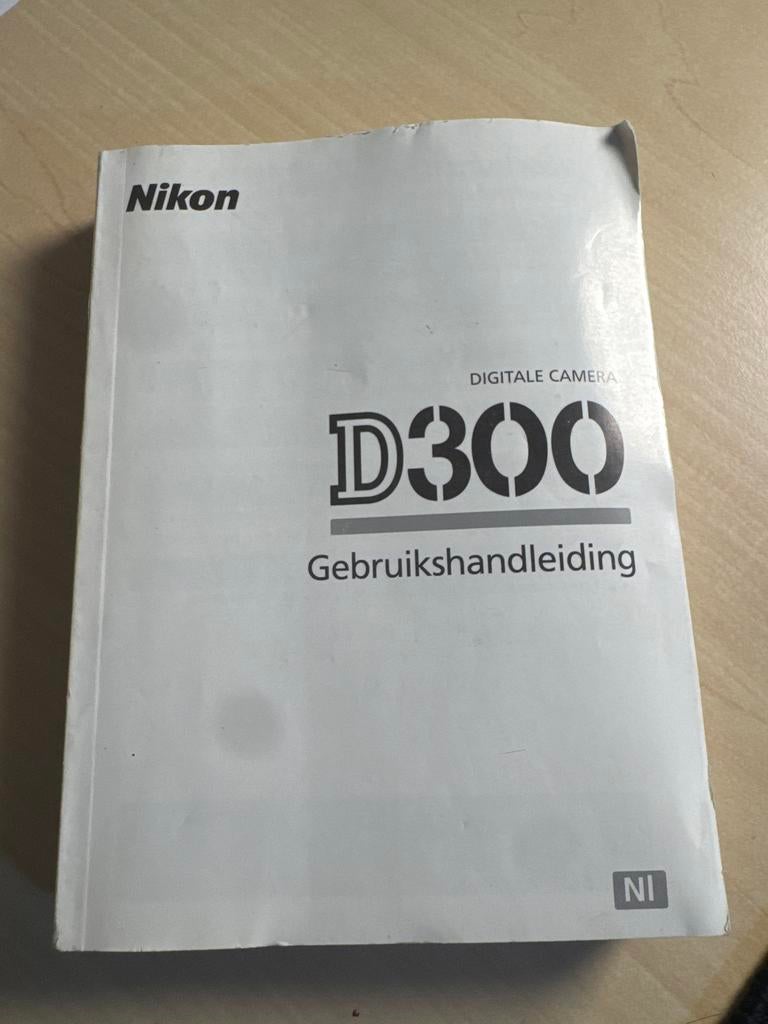 Nikon
DIGITALE CAMERA
D300
Gebruikshandleiding
Nl